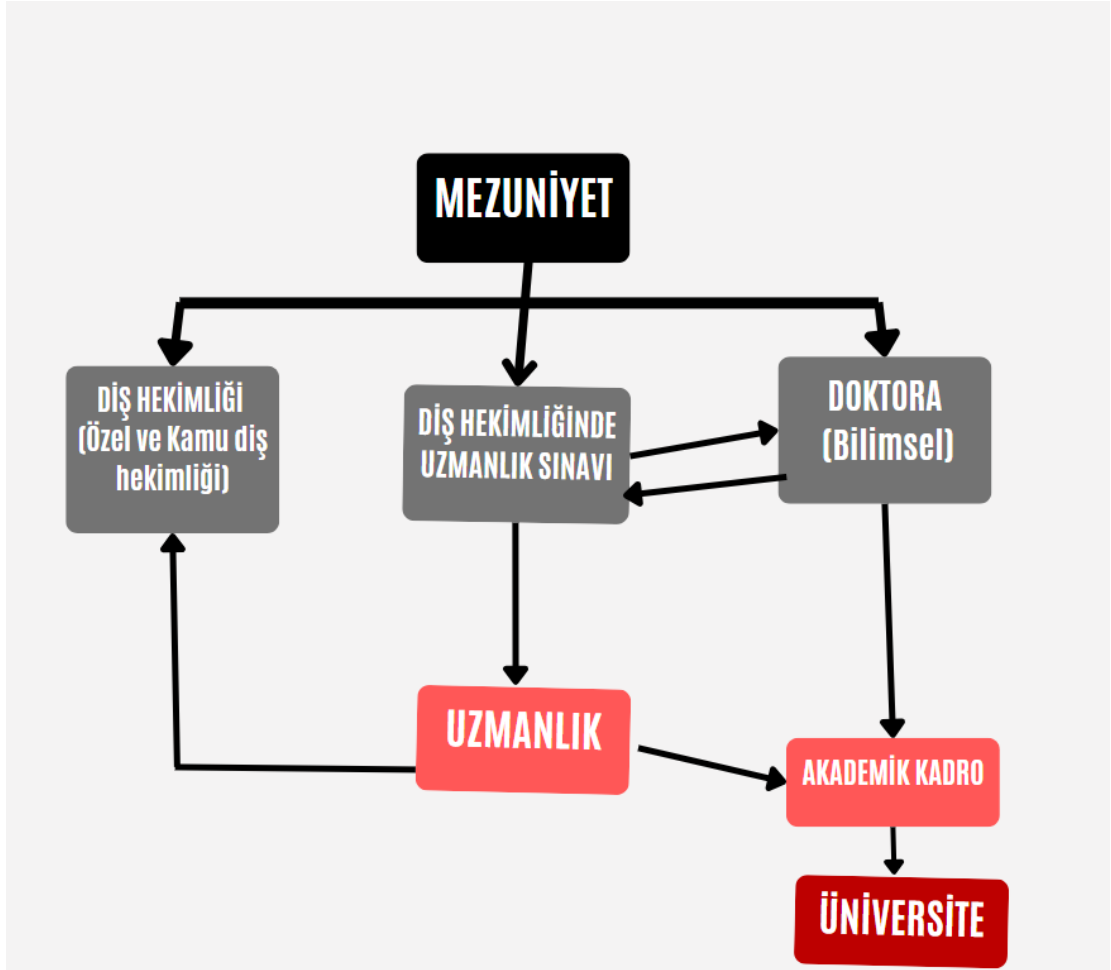 MEZUNİYET
DİŞ HEKİMLİĞİ
(Özel ve Kamu diş
hekimliği)
DİŞ HEKİMLİĞİNDE
UZMANLIK SINAVI
DOKTORA
(Bilimsel)
UZMANLIK
AKADEMİK KADRO
ÜNİVERSİTE